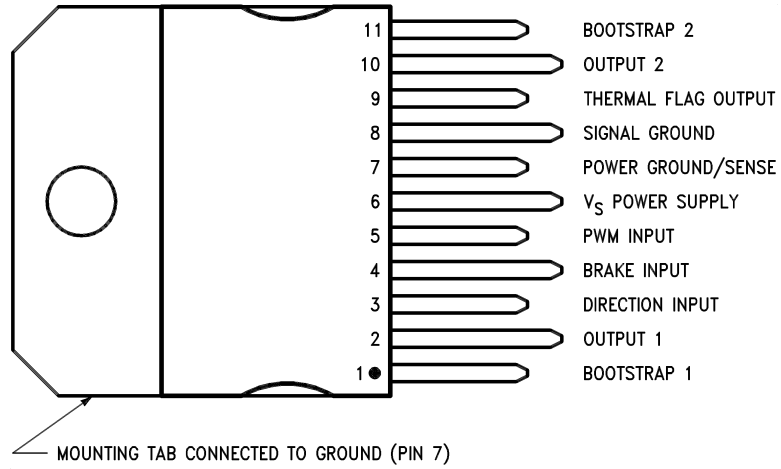 11 BOOTSTRAP 2
10 OUTPUT 2
9 THERMAL FLAG OUTPUT
8 SIGNAL GROUND
7 POWER GROUND/SENSE
6 VS POWER SUPPLY
5 PWM INPUT
4 BRAKE INPUT
3 DIRECTION INPUT
2 OUTPUT 1
1 BOOTSTRAP 1
MOUNTING TAB CONNECTED TO GROUND (PIN 7)